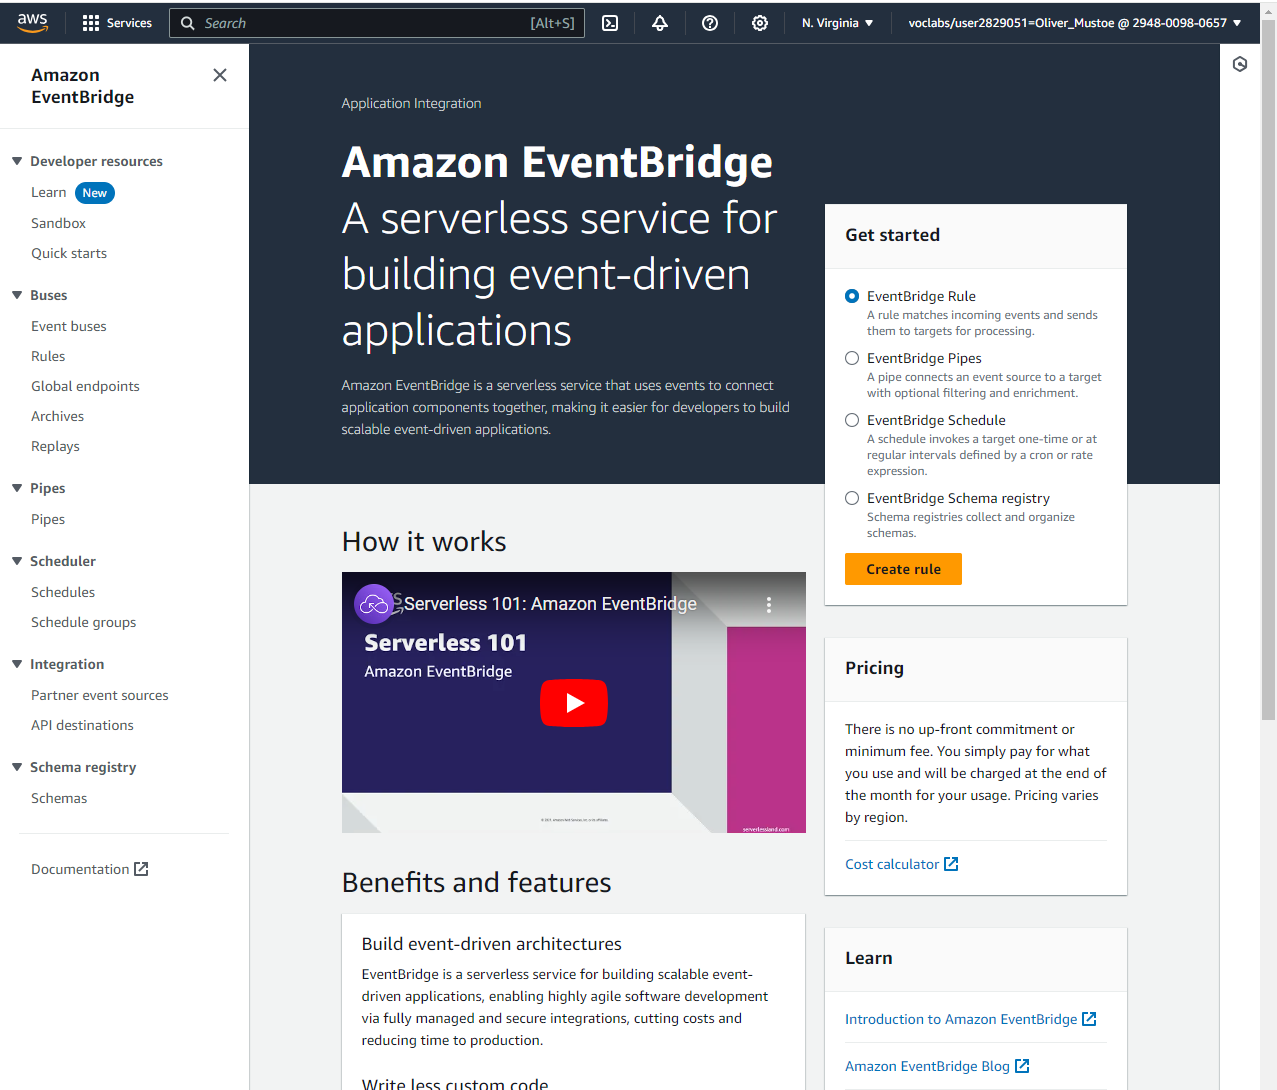 aws
Services
Search [Alt+S]
N. Virginia
voclabs/user2829051=Oliver_Mustoe @ 2948-0098-0657
Amazon
EventBridge
Developer resources
Learn New
Sandbox
Quick starts
Buses
Event buses
Rules
Global endpoints
Archives
Replays
Pipes
Pipes
Scheduler
Schedules
Schedule groups
Integration
Partner event sources
API destinations
Schema registry
Schemas
Documentation
Application Integration
Amazon EventBridge
A serverless service for
building event-driven
applications
Amazon EventBridge is a serverless service that uses events to connect
application components together, making it easier for developers to build
scalable event-driven applications.
Get started
EventBridge Rule
A rule matches incoming events and sends
them to targets for processing.
EventBridge Pipes
A pipe connects an event source to a target
with optional filtering and enrichment.
EventBridge Schedule
A schedule invokes a target one-time or at
regular intervals defined by a cron or rate
expression.
EventBridge Schema registry
Schema registries collect and organize
schemas.
Create rule
How it works
Serverless 101: Amazon EventBridge
Serverless 101
Amazon EventBridge
serverlessland.com
Pricing
There is no up-front commitment or
minimum fee. You simply pay for what
you use and will be charged at the end of
the month for your usage. Pricing varies
by region.
Cost calculator
Benefits and features
Build event-driven architectures
EventBridge is a serverless service for building scalable event-
driven applications, enabling highly agile software development
via fully managed and secure integrations, cutting costs and
reducing time to production.
Write less custom code
Learn
Introduction to Amazon EventBridge
Amazon EventBridge Blog